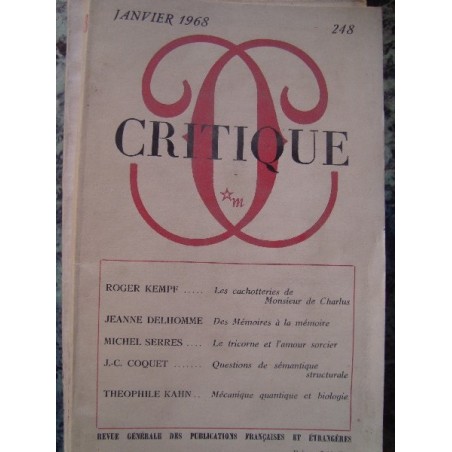 JANVIER 1968 248
CRITIQUE
m
ROGER KEMPF ..... Les cachotteries de
Monsieur de Charlus
JEANNE DELHOMME Des Mémoires à la mémoire
MICHEL SERRES .... Le tricorne et l'amour sorcier
J.-C. COQUET ....... Questions de sémantique
structurale
THEOPHILE KAHN .. Mécanique quantique et biologie
REVUE GÉNÉRALE DES PUBLICATIONS FRANÇAISES ET ÉTRANGÈRES